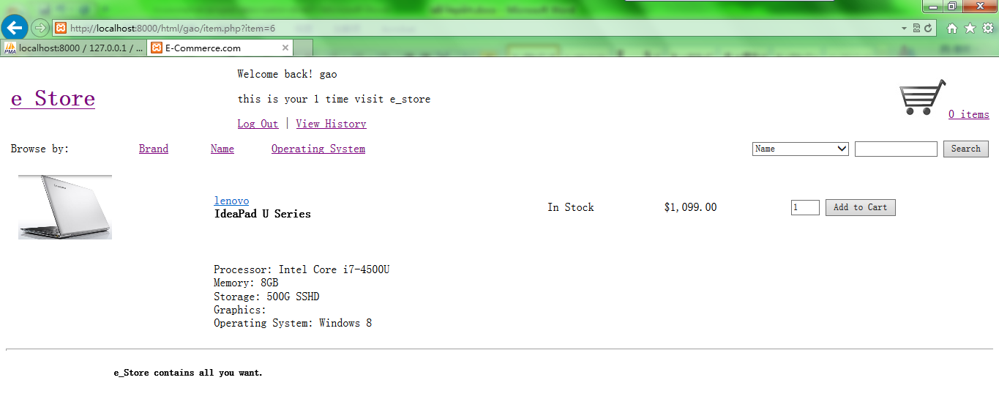 http://localhost:8000/html/gao/item.php?item=6
localhost:8000 / 127.0.0.1 / ...
E-Commerce.com
Welcome back! gao
e Store
this is your 1 time visit e_store
0 items
Log Out | View History
Browse by: Brand Name Operating System Name Search
lenovo
IdeaPad U Series
In Stock $1,099.00 1 Add to Cart
Processor: Intel Core i7-4500U
Memory: 8GB
Storage: 500G SSHD
Graphics:
Operating System: Windows 8
e_Store contains all you want.